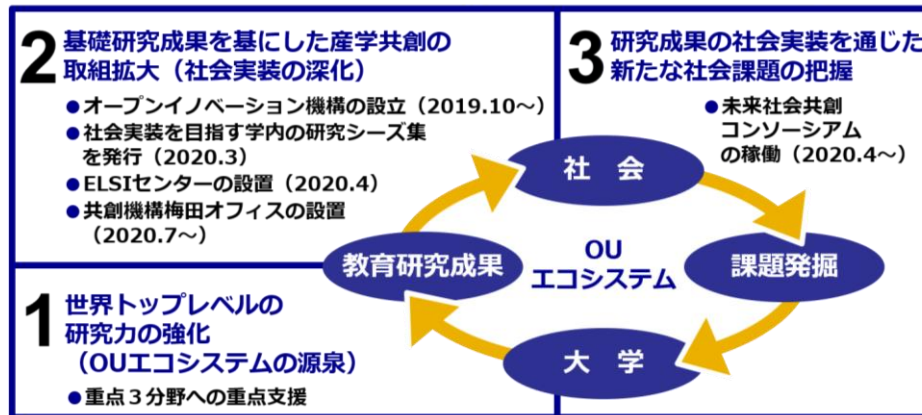 2 基礎研究成果を基にした産学共創の
取組拡大（社会実装の深化）
●オープンイノベーション機構の設立（2019.10～）
●社会実装を目指す学内の研究シーズ集
を発行（2020.3）
●ELSIセンターの設置（2020.4）
●共創機構梅田オフィスの設置
（2020.7～）
3 研究成果の社会実装を通じた
新たな社会課題の把握
●未来社会共創
コンソーシアム
の稼働（2020.4～）
社 会
教育研究成果
OU
エコシステム
課題発掘
大 学
1 世界トップレベルの
研究力の強化
（OUエコシステムの源泉）
●重点３分野への重点支援